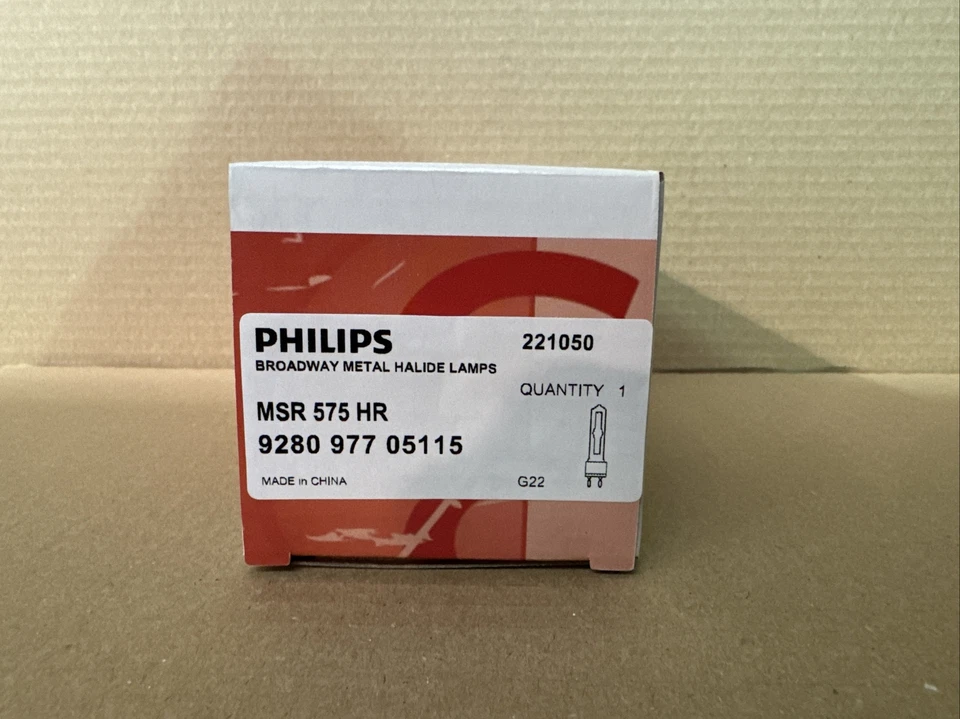 PHILIPS
221050
BROADWAY METAL HALIDE LAMPS
QUANTITY 1
MSR 575 HR
9280 977 05115
MADE in CHINA
G22